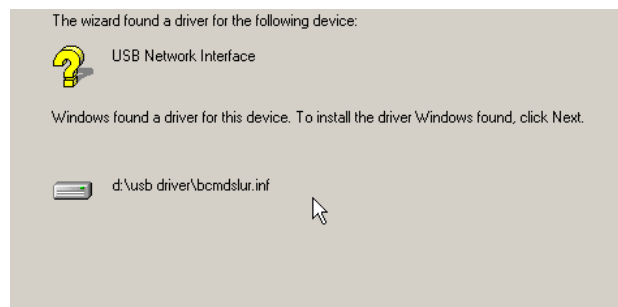 The wizard found a driver for the following device:
USB Network Interface
Windows found a driver for this device. To install the driver Windows found, click Next.
d:\usb driver\bcmdslur.inf